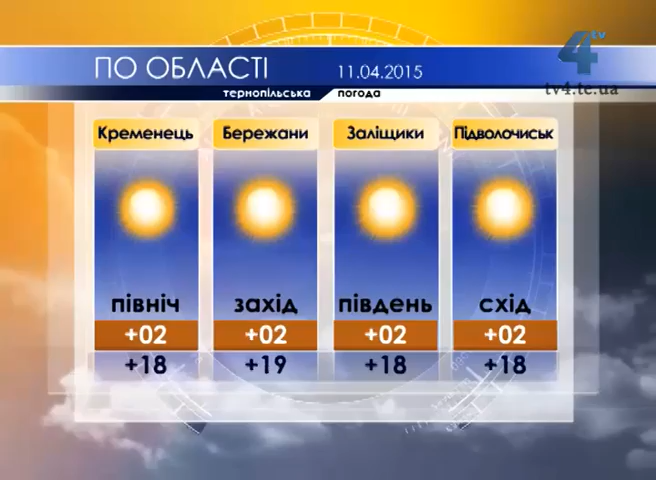 ПО ОБЛАСТІ 11.04.2015
4 tv
tv4.te.ua
тернопільська погода
Кременець Бережани Заліщики Підволочиськ
північ захід південь схід
+02 +02 +02 +02
+18 +19 +18 +18